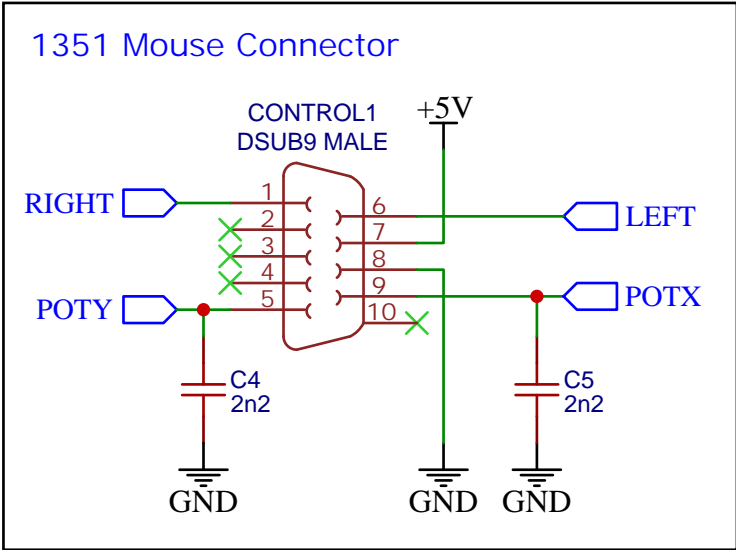 1351 Mouse Connector
CONTROL1
DSUB9 MALE
+5V
RIGHT
1
2
3
4
5
6
7
8
9
10
LEFT
POTY
POTX
C4
2n2
C5
2n2
GND
GND
GND